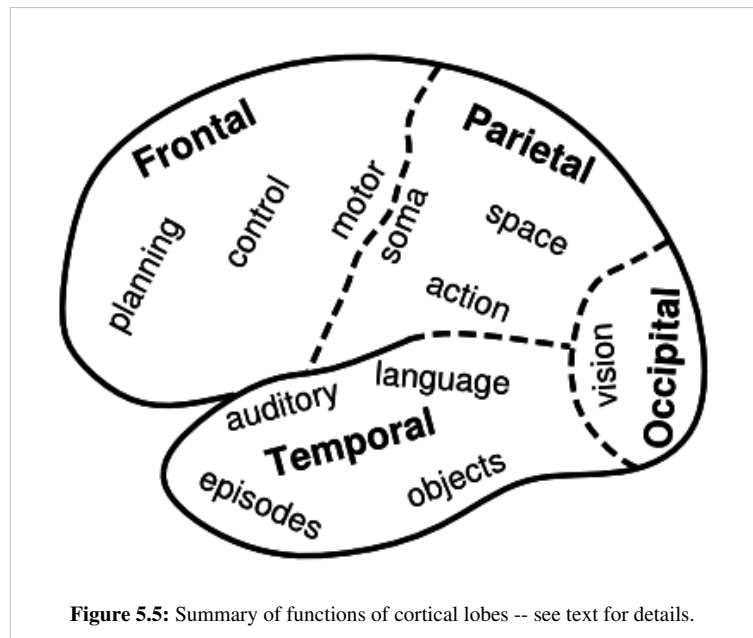 Frontal
Parietal
planning
control
motor
soma
space
action
vision
Occipital
auditory
language
Temporal
episodes
objects
Figure 5.5: Summary of functions of cortical lobes -- see text for details.